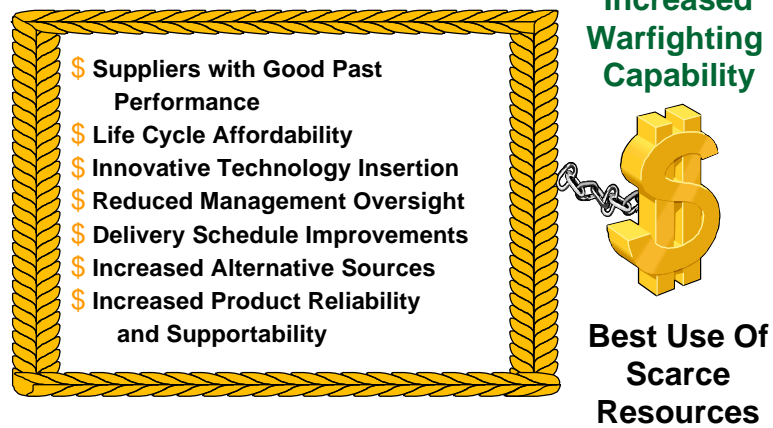 $ Suppliers with Good Past
Performance
$ Life Cycle Affordability
$ Innovative Technology Insertion
$ Reduced Management Oversight
$ Delivery Schedule Improvements
$ Increased Alternative Sources
$ Increased Product Reliability
and Supportability
Increased
Warfighting
Capability
$
Best Use Of
Scarce
Resources